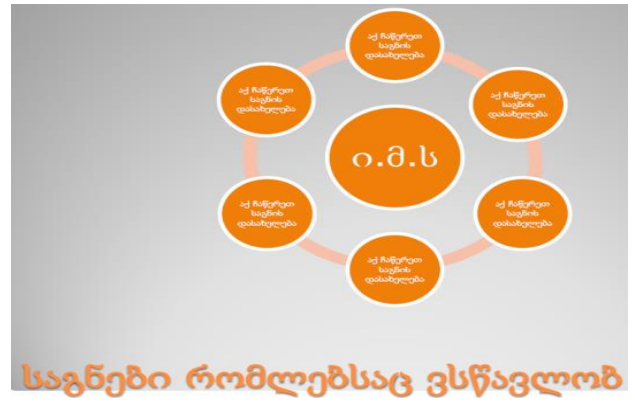 აქ ჩაწერეთ
საგნის
დასახელება
აქ ჩაწერეთ
საგნის
დასახელება
აქ ჩაწერეთ
საგნის
დასახელება
ი.მ.ს
აქ ჩაწერეთ
საგნის
დასახელება
აქ ჩაწერეთ
საგნის
დასახელება
აქ ჩაწერეთ
საგნის
დასახელება
საგნები რომლებსაც ვსწავლობ